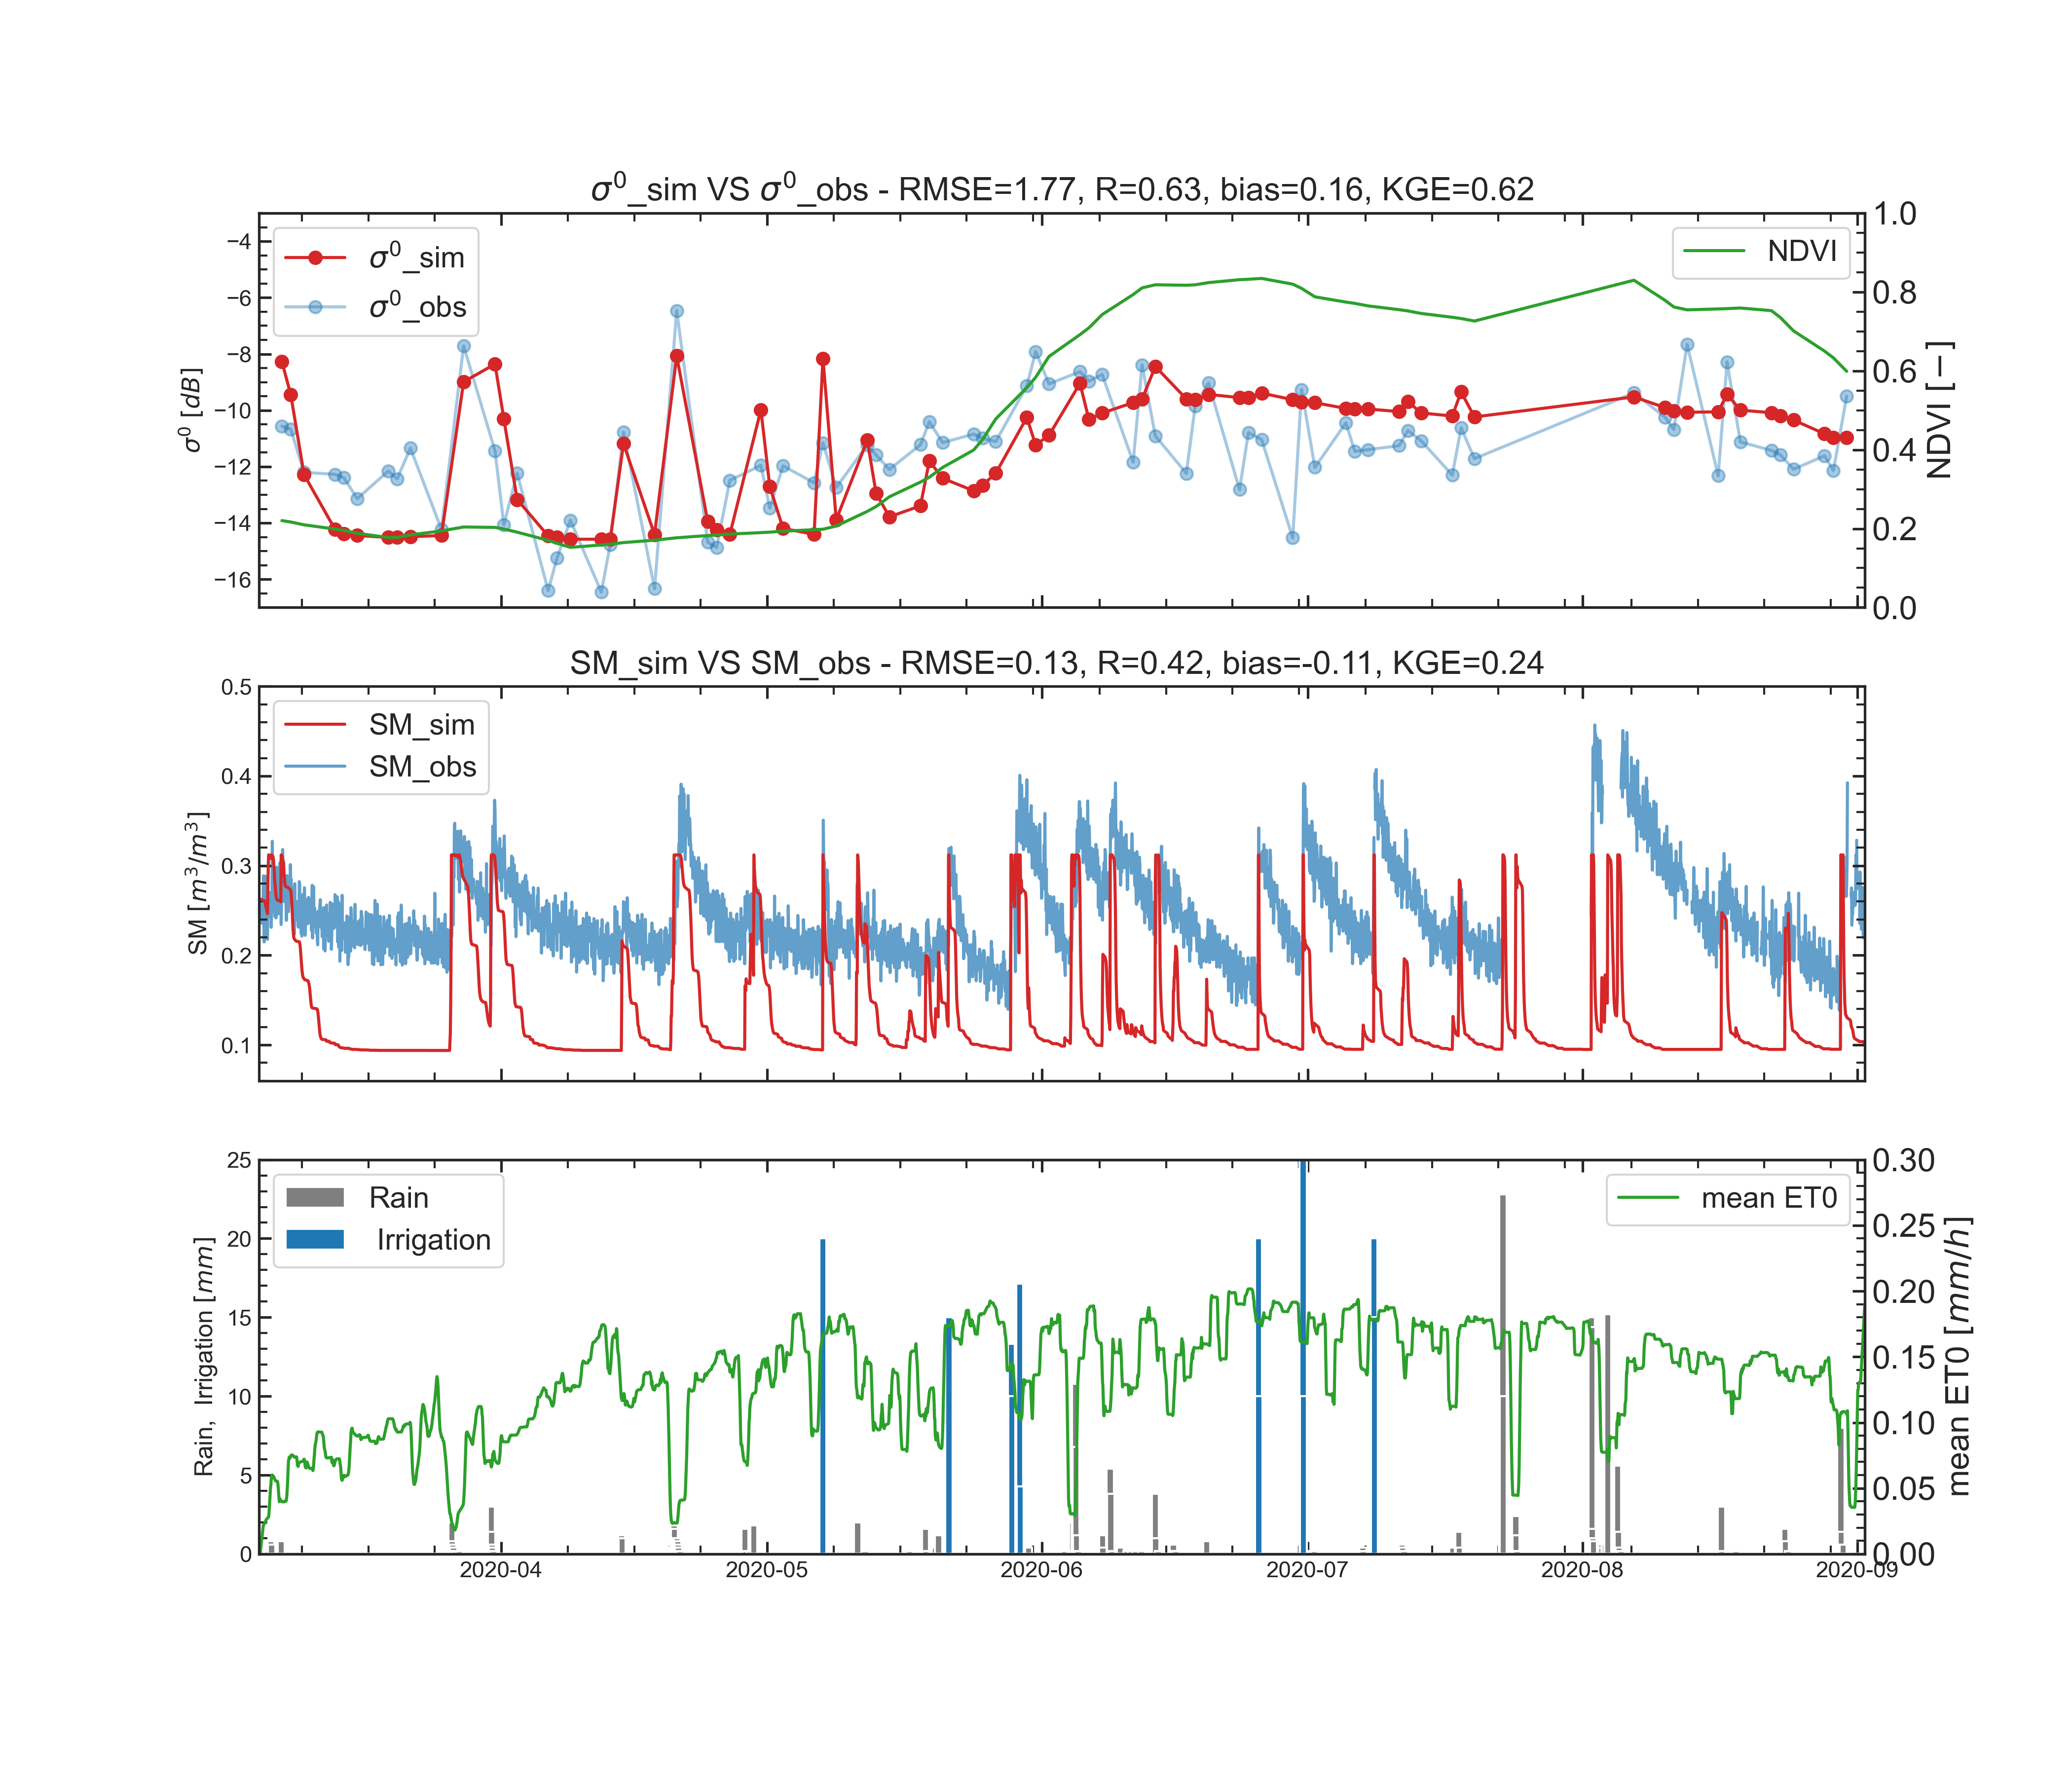 σ⁰_sim VS σ⁰_obs - RMSE=1.77, R=0.63, bias=0.16, KGE=0.62
σ⁰_sim
σ⁰_obs
NDVI
−4
−6
−8
−10
−12
−14
−16
σ⁰ [dB]
1.0
0.8
0.6
0.4
0.2
0.0
NDVI [−]
SM_sim VS SM_obs - RMSE=0.13, R=0.42, bias=-0.11, KGE=0.24
SM_sim
SM_obs
0.5
0.4
0.3
0.2
0.1
SM [m³/m³]
Rain
Irrigation
mean ET0
25
20
15
10
5
0
Rain, Irrigation [mm]
0.30
0.25
0.20
0.15
0.10
0.05
0.00
mean ET0 [mm/h]
2020-04
2020-05
2020-06
2020-07
2020-08
2020-09